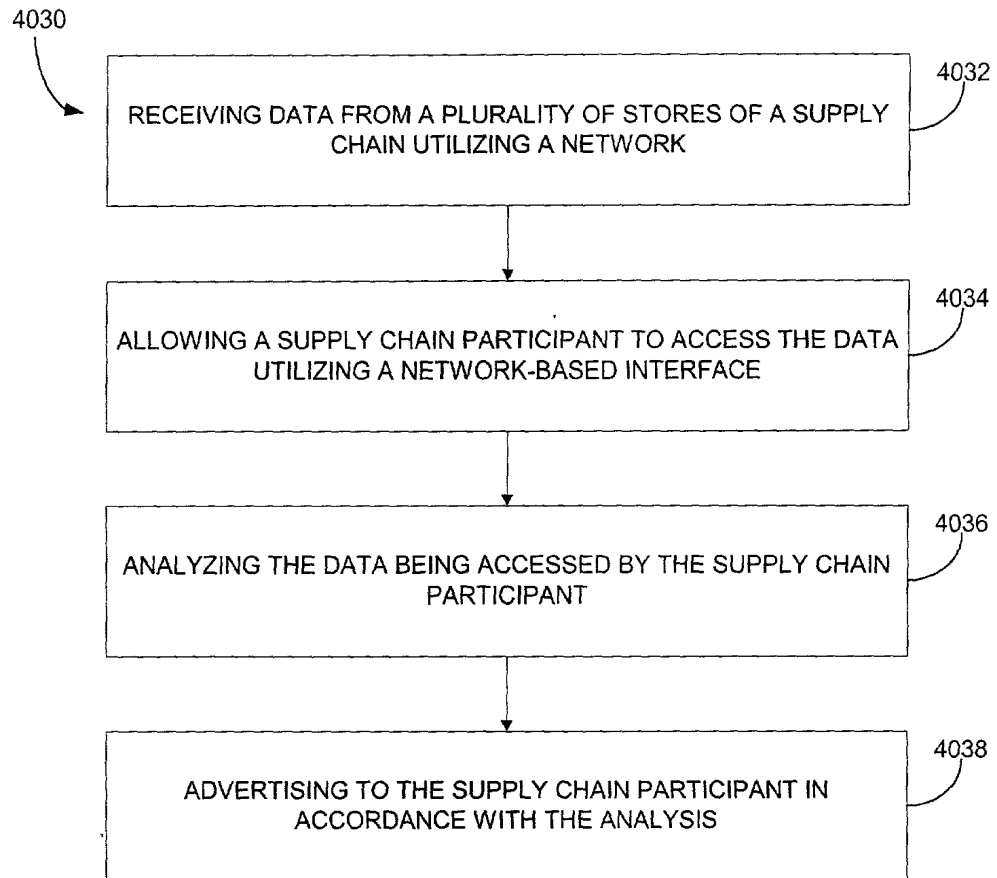 4030
4032
RECEIVING DATA FROM A PLURALITY OF STORES OF A SUPPLY
CHAIN UTILIZING A NETWORK
4034
ALLOWING A SUPPLY CHAIN PARTICIPANT TO ACCESS THE DATA
UTILIZING A NETWORK-BASED INTERFACE
4036
ANALYZING THE DATA BEING ACCESSED BY THE SUPPLY CHAIN
PARTICIPANT
4038
ADVERTISING TO THE SUPPLY CHAIN PARTICIPANT IN
ACCORDANCE WITH THE ANALYSIS